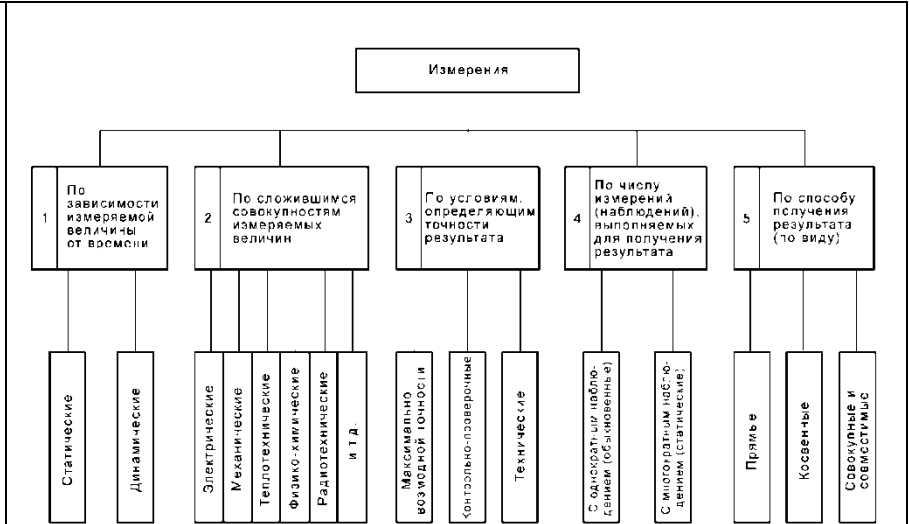 Измерения
1
По
зависимости
измеряемой
величины
от времени
2
По сложившимся
совокупностям
измеряемых
величин
3
По условиям,
определяющим
точности
результата
4
По числу
измерений
(наблюдений),
выполняемых
для получения
результата
5
По способу
получения
результата
(по виду)
Статические
Динамические
Электрические
Механические
Теплотехнические
Физико-химические
Радиотехнические
и т.д.
Максимально
возмодной точности
Контрольно-праверочные
Технические
С однократным наблю-
дением (обыкновенные)
С многократным наблю-
дением (статические)
Прямые
Косвенные
Совокупные и
совместимые